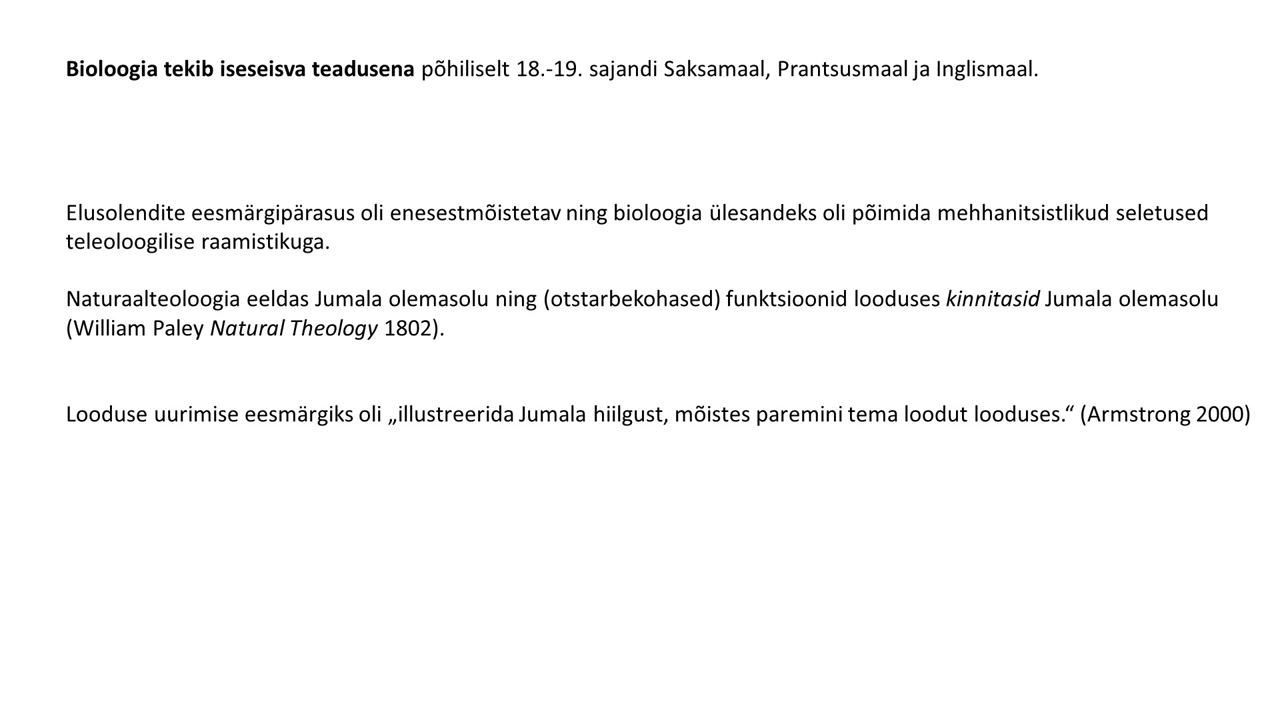 Bioloogia tekib iseseisva teadusena põhiliselt 18.-19. sajandi Saksamaal, Prantsusmaal ja Inglismaal.
Elusolendite eesmärgipärasus oli enesestmõistetav ning bioloogia ülesandeks oli põimida mehhanitsistlikud seletused
teleoloogilise raamistikuga.
Naturaalteoloogia eeldas Jumala olemasolu ning (otstarbekohased) funktsioonid looduses kinnitasid Jumala olemasolu
(William Paley Natural Theology 1802).
Looduse uurimise eesmärgiks oli „illustreerida Jumala hiilgust, mõistes paremini tema loodut looduses.“ (Armstrong 2000)